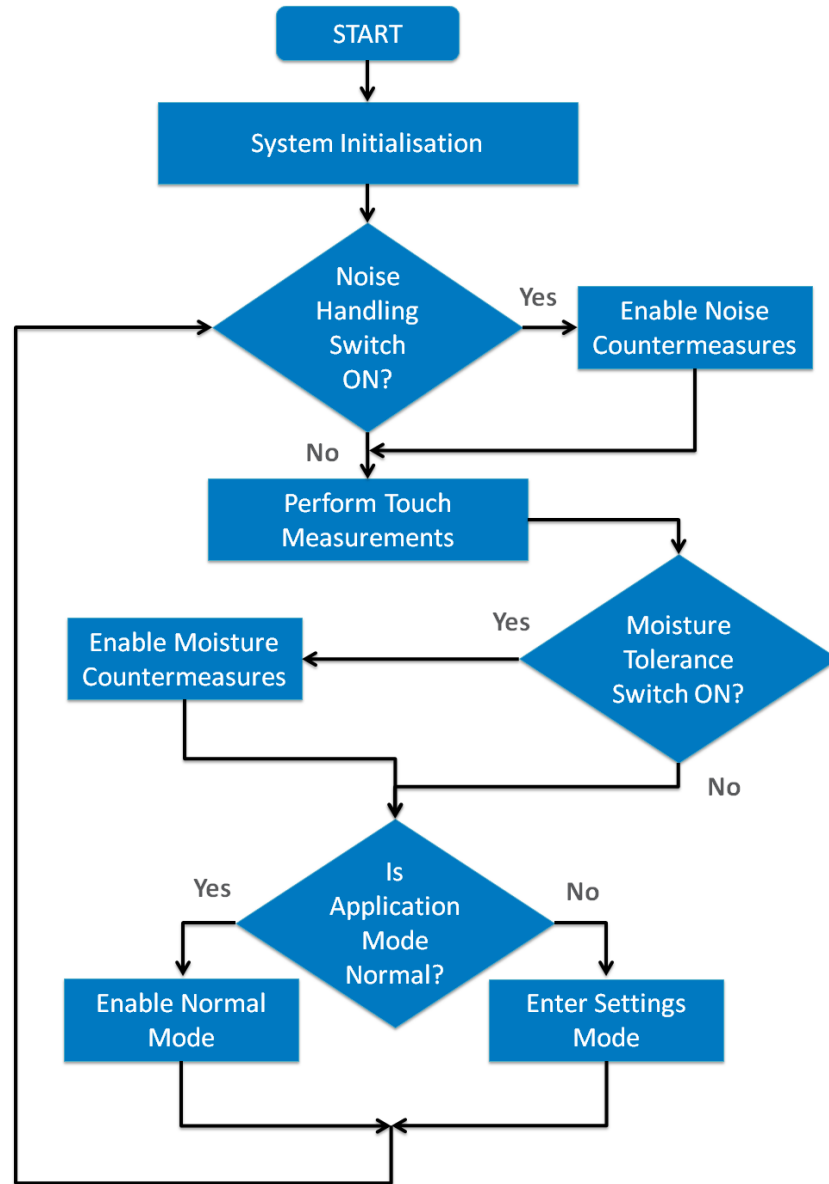 START
System Initialisation
Noise
Handling
Switch
ON?
Yes
Enable Noise
Countermeasures
No
Perform Touch
Measurements
Moisture
Tolerance
Switch ON?
Yes
Enable Moisture
Countermeasures
No
Is
Application
Mode
Normal?
Yes
No
Enable Normal
Mode
Enter Settings
Mode